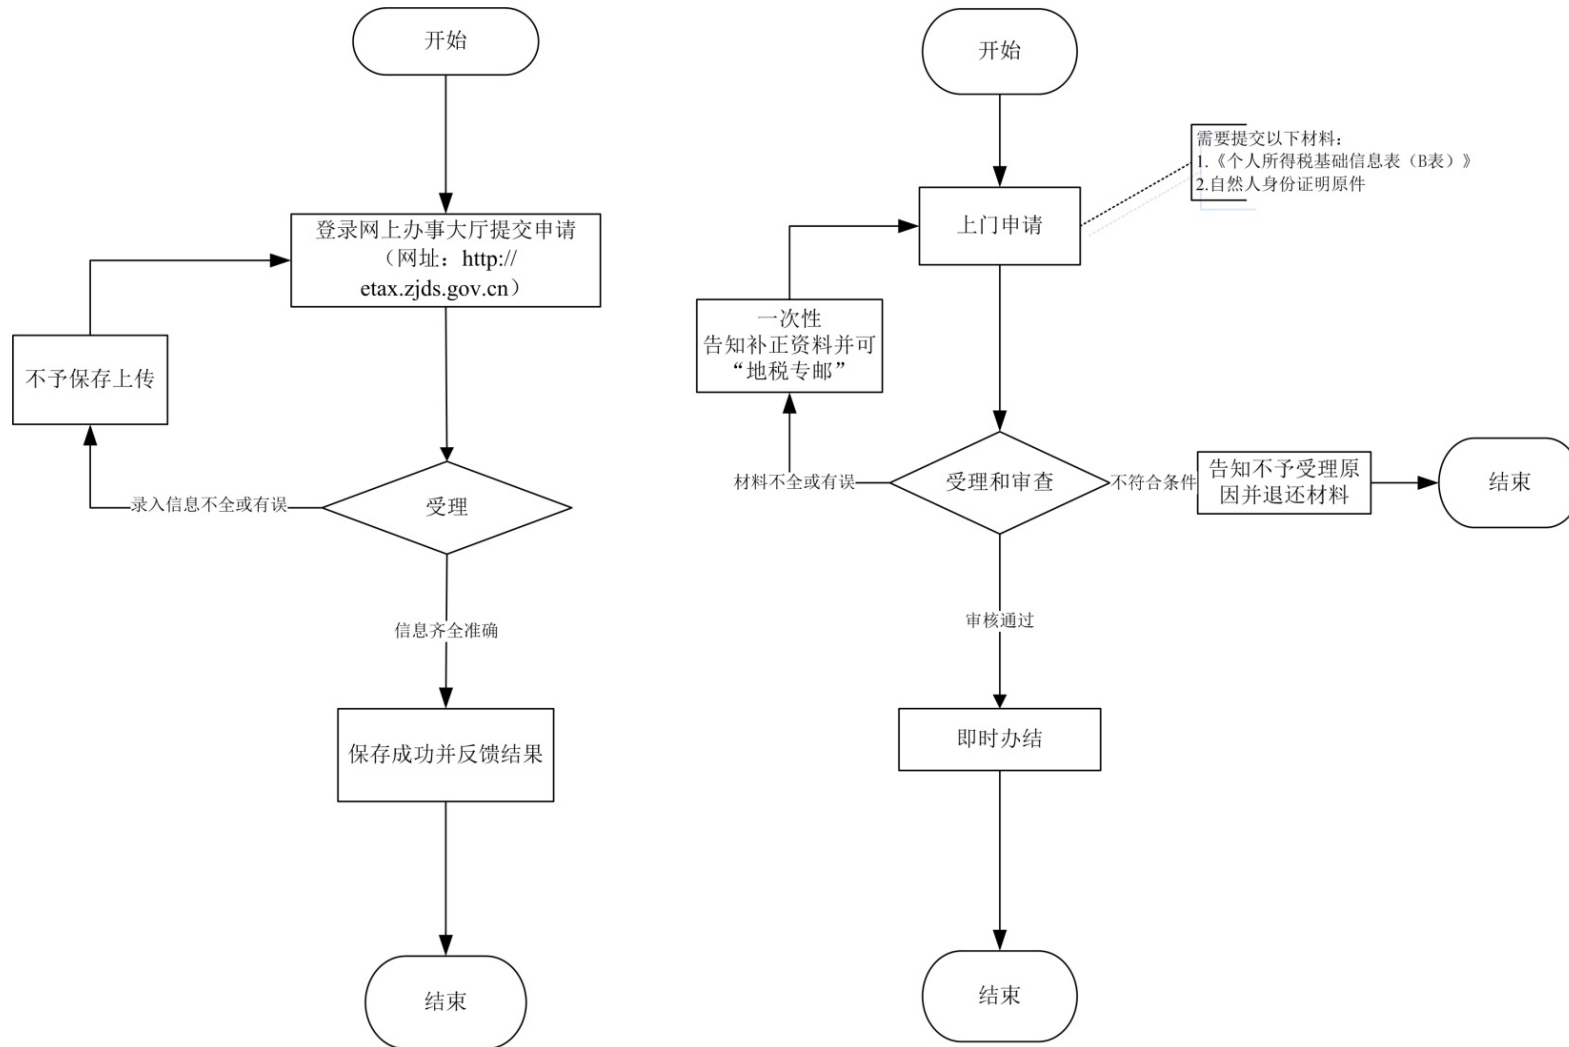 开始
登录网上办事大厅提交申请
（网址：http://
etax.zjds.gov.cn）
不予保存上传
录入信息不全或有误
受理
信息齐全准确
保存成功并反馈结果
结束
开始
需要提交以下材料：
1.《个人所得税基础信息表（B表）》
2.自然人身份证明原件
上门申请
一次性
告知补正资料并可
“地税专邮”
材料不全或有误
受理和审查
不符合条件
告知不予受理原
因并退还材料
结束
审核通过
即时办结
结束